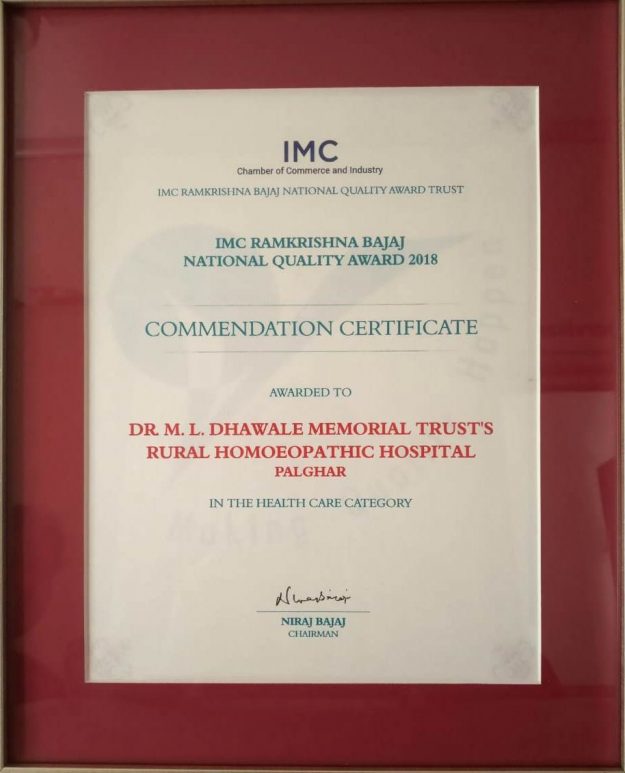 IMC
Chamber of Commerce and Industry
IMC RAMKRISHNA BAJAJ NATIONAL QUALITY AWARD TRUST
IMC RAMKRISHNA BAJAJ
NATIONAL QUALITY AWARD 2018
COMMENDATION CERTIFICATE
AWARDED TO
DR. M. L. DHAWALE MEMORIAL TRUST'S
RURAL HOMOEOPATHIC HOSPITAL
PALGHAR
IN THE HEALTH CARE CATEGORY
Making
Happen
NIRAJ BAJAJ
CHAIRMAN